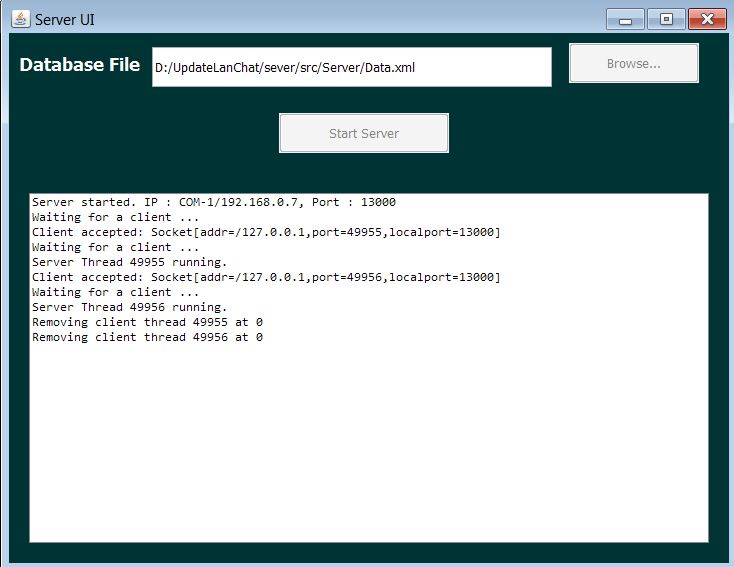 Server UI
Database File D:/UpdateLanChat/sever/src/Server/Data.xml Browse...
Start Server
Server started. IP : COM-1/192.168.0.7, Port : 13000
Waiting for a client ...
Client accepted: Socket[addr=/127.0.0.1,port=49955,localport=13000]
Waiting for a client ...
Server Thread 49955 running.
Client accepted: Socket[addr=/127.0.0.1,port=49956,localport=13000]
Waiting for a client ...
Server Thread 49956 running.
Removing client thread 49955 at 0
Removing client thread 49956 at 0